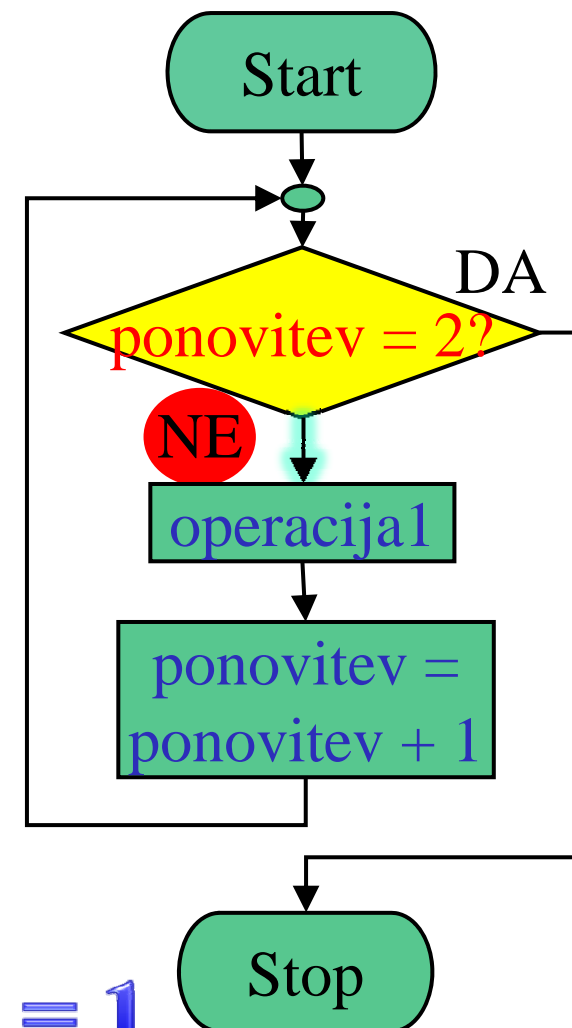 Start
DA
ponovitev = 2?
NE
operacija1
ponovitev =
ponovitev + 1
Stop
= 1